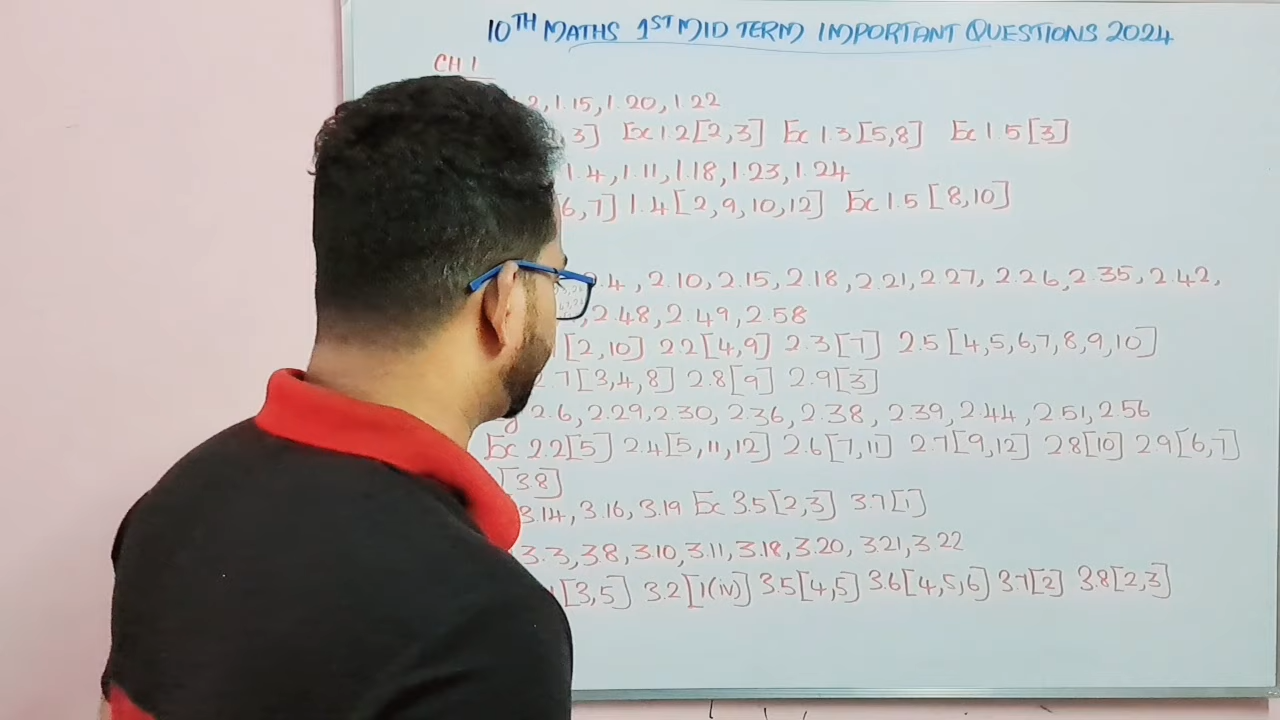 10TH MATHS 1ST MID TERM IMPORTANT QUESTIONS 2024
CH 1
2, 1.15, 1.20, 1.22
3] Ex 1.2 [2,3] Ex 1.3 [5,8] Ex 1.5 [3]
1.4, 1.11, 1.18, 1.23, 1.24
6,7] 1.4 [2,9,10,12] Ex 1.5 [8,10]
2.4, 2.10, 2.15, 2.18, 2.21, 2.27, 2.26, 2.35, 2.42,
, 2.48, 2.49, 2.58
[2,10] 2.2 [4,9] 2.3 [7] 2.5 [4,5,6,7,8,9,10]
2.7 [3,4,8] 2.8 [9] 2.9 [3]
2.6, 2.29, 2.30, 2.36, 2.38, 2.39, 2.44, 2.51, 2.56
Ex 2.2 [5] 2.4 [5,11,12] 2.6 [7,11] 2.7 [9,12] 2.8 [10] 2.9 [6,7]
[3.8]
3.14, 3.16, 3.19 Ex 3.5 [2,3] 3.7 [1]
3.3, 3.8, 3.10, 3.11, 3.18, 3.20, 3.21, 3.22
[3,5] 3.2 [1(iv)] 3.5 [4,5] 3.6 [4,5,6] 3.7 [2] 3.8 [2,3]